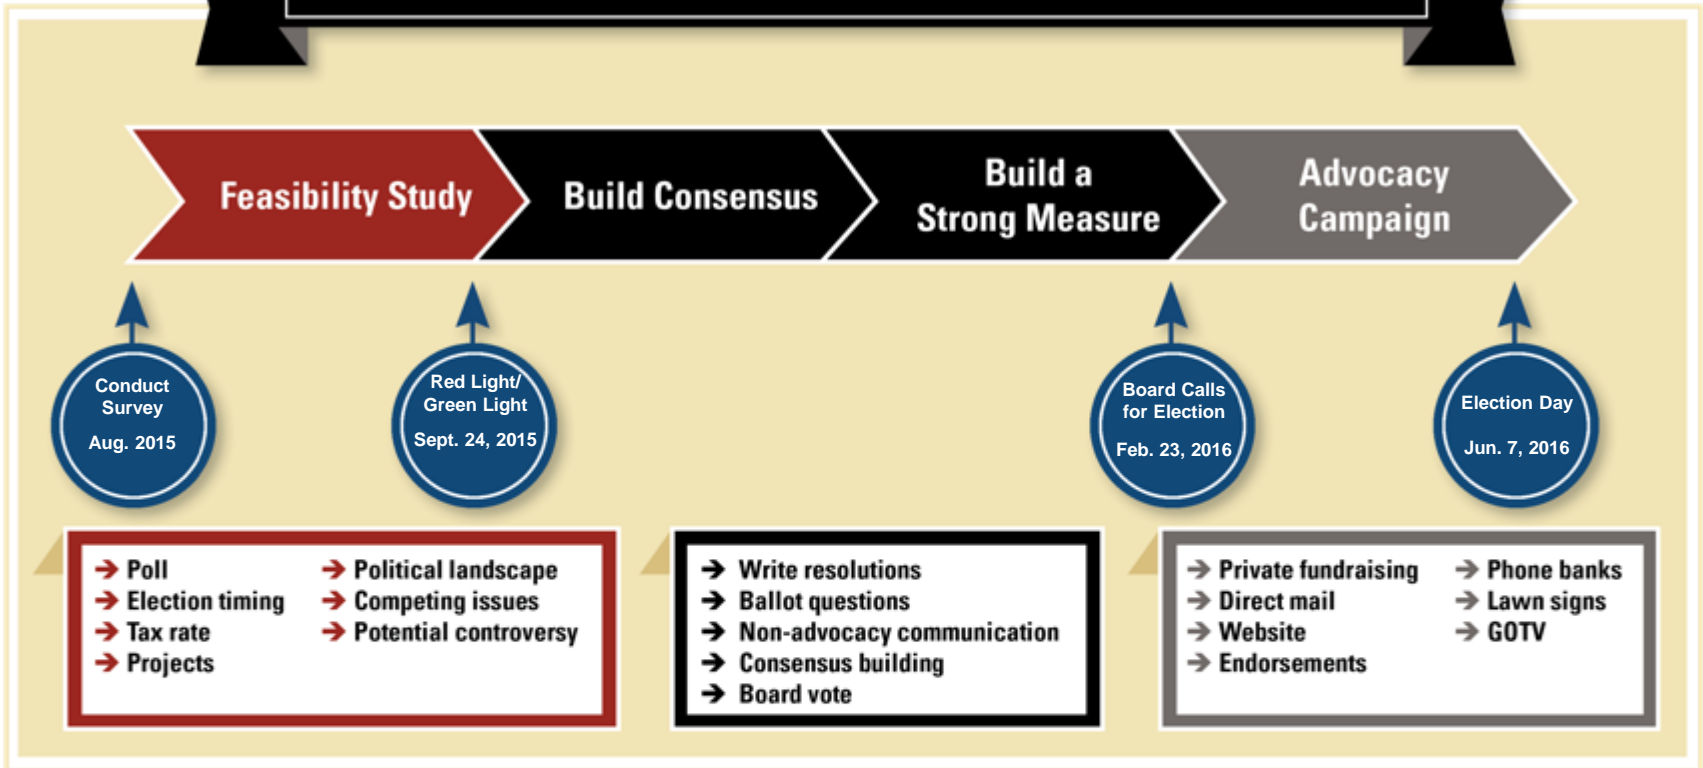 Feasibility Study
Build Consensus
Build a
Strong Measure
Advocacy
Campaign
Conduct
Survey
Aug. 2015
Red Light/
Green Light
Sept. 24, 2015
Board Calls
for Election
Feb. 23, 2016
Election Day
Jun. 7, 2016
Poll
Election timing
Tax rate
Projects
Political landscape
Competing issues
Potential controversy
Write resolutions
Ballot questions
Non-advocacy communication
Consensus building
Board vote
Private fundraising
Direct mail
Website
Endorsements
Phone banks
Lawn signs
GOTV